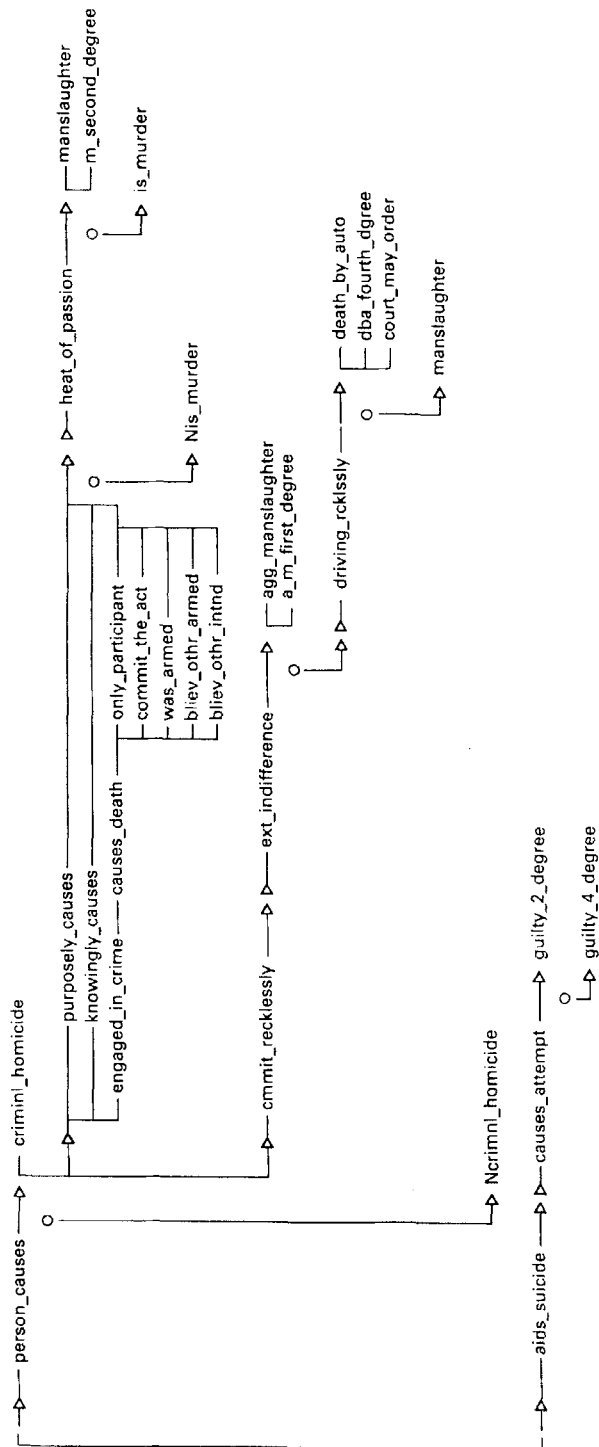 person_causes
criminl_homicide
purposely_causes
heat_of_passion
manslaughter
m_second_degree
is_murder
knowingly_causes
engaged_in_crime
causes_death
only_participant
commit_the_act
was_armed
bliev_othr_armed
bliev_othr_intnd
Nis_murder
cmmit_recklessly
ext_indifference
agg_manslaughter
a_m_first_degree
driving_rcklssly
death_by_auto
dba_fourth_dgree
court_may_order
manslaughter
Ncrimnl_homicide
aids_suicide
causes_attempt
guilty_2_degree
guilty_4_degree